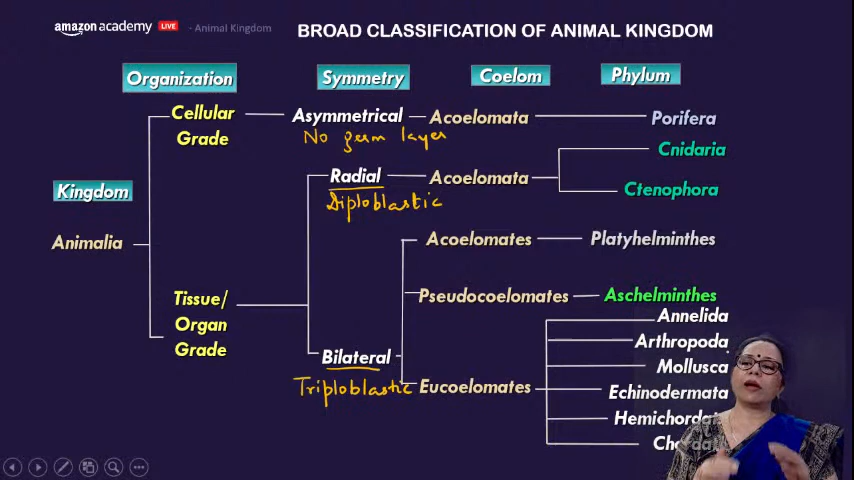 amazon academy LIVE - Animal Kingdom
BROAD CLASSIFICATION OF ANIMAL KINGDOM
Organization Symmetry Coelom Phylum
Cellular
Grade
Asymmetrical Acoelomata Porifera
No germ layer
Cnidaria
Radial Acoelomata
Diploblastic
Ctenophora
Kingdom
Animalia
Acoelomates Platyhelminthes
Tissue/
Organ
Grade
Pseudocoelomates Aschelminthes
Annelida
Arthropoda
Bilateral
Mollusca
Triploblastic
Eucoelomates
Echinodermata